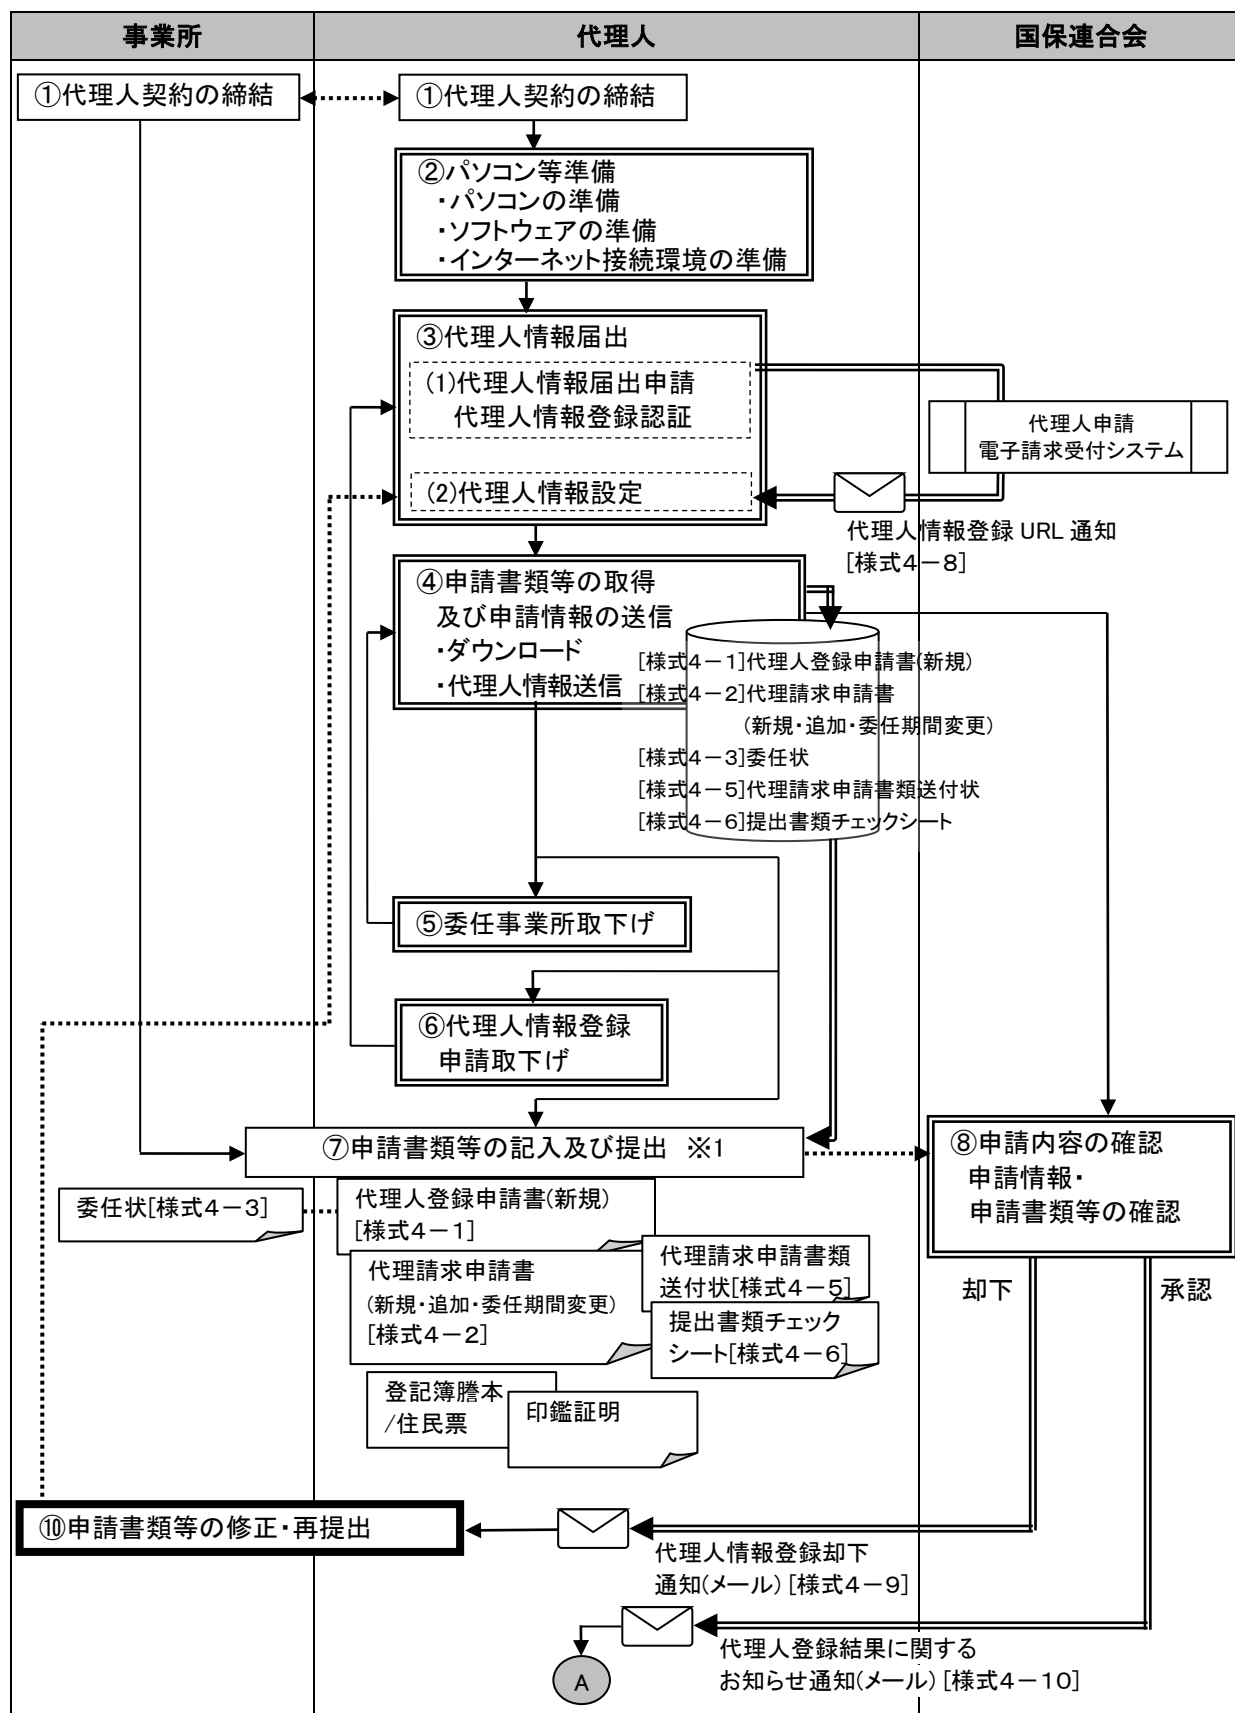 事業所
代理人
国保連合会
①代理人契約の締結
①代理人契約の締結
②パソコン等準備
・パソコンの準備
・ソフトウェアの準備
・インターネット接続環境の準備
③代理人情報届出
(1)代理人情報届出申請
代理人情報登録認証
(2)代理人情報設定
代理人申請
電子請求受付システム
代理人情報登録 URL 通知
[様式4-8]
④申請書類等の取得
及び申請情報の送信
・ダウンロード
・代理人情報送信
[様式4-1]代理人登録申請書(新規)
[様式4-2]代理請求申請書
(新規・追加・委任期間変更)
[様式4-3]委任状
[様式4-5]代理請求申請書類送付状
[様式4-6]提出書類チェックシート
⑤委任事業所取下げ
⑥代理人情報登録
申請取下げ
⑦申請書類等の記入及び提出 ※1
⑧申請内容の確認
申請情報・
申請書類等の確認
委任状[様式4-3]
代理人登録申請書(新規)
[様式4-1]
代理請求申請書
(新規・追加・委任期間変更)
[様式4-2]
代理請求申請書類
送付状[様式4-5]
提出書類チェック
シート[様式4-6]
登記簿謄本
/住民票
印鑑証明
却下
承認
⑩申請書類等の修正・再提出
代理人情報登録却下
通知(メール) [様式4-9]
代理人登録結果に関する
お知らせ通知(メール) [様式4-10]
A